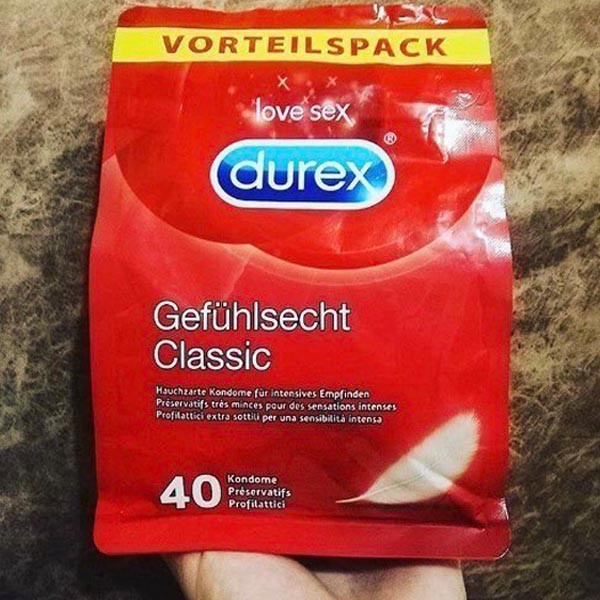 VORTEILSPACK
x x x
love sex
durex®
Gefühlsecht
Classic
Hauchzarte Kondome für intensives Empfinden
Préservatifs très minces pour des sensations intenses
Profilattici extra sottili per una sensibilità intensa
40 Kondome
Préservatifs
Profilattici